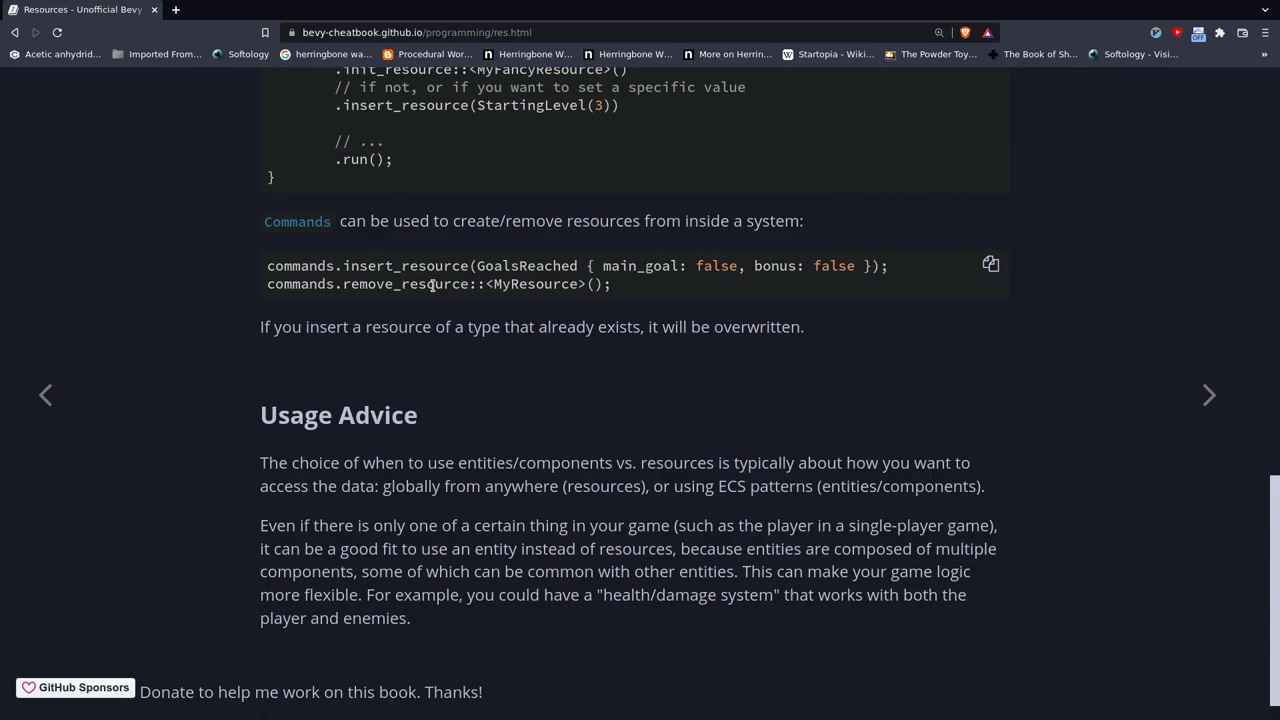 Resources - Unofficial Bevy
bevy-cheatbook.github.io/programming/res.html
Acetic anhydrid...
Imported From...
Softology
herringbone wa...
Procedural Wor...
Herringbone W...
Herringbone W...
More on Herrin...
Startopia - Wiki...
The Powder Toy...
The Book of Sh...
Softology - Visi...
OFF
.init_resource::<MyFancyResource>()
// if not, or if you want to set a specific value
.insert_resource(StartingLevel(3))
// ...
.run();
}
Commands can be used to create/remove resources from inside a system:
commands.insert_resource(GoalsReached { main_goal: false, bonus: false });
commands.remove_resource::<MyResource>();
If you insert a resource of a type that already exists, it will be overwritten.
Usage Advice
The choice of when to use entities/components vs. resources is typically about how you want to
access the data: globally from anywhere (resources), or using ECS patterns (entities/components).
Even if there is only one of a certain thing in your game (such as the player in a single-player game),
it can be a good fit to use an entity instead of resources, because entities are composed of multiple
components, some of which can be common with other entities. This can make your game logic
more flexible. For example, you could have a "health/damage system" that works with both the
player and enemies.
GitHub Sponsors Donate to help me work on this book. Thanks!